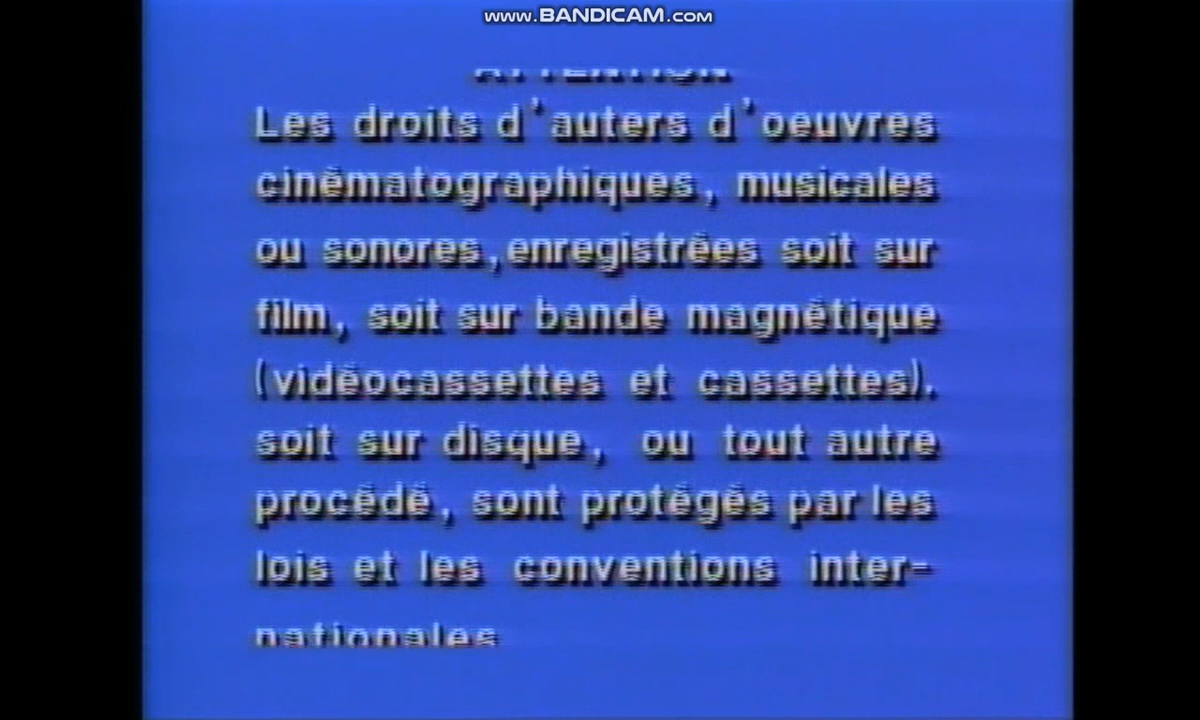 www.BANDICAM.com
ATTENTION
Les droits d'auters d'oeuvres
cinématographiques, musicales
ou sonores,enregistrées soit sur
film, soit sur bande magnétique
(vidéocassettes et cassettes).
soit sur disque, ou tout autre
procédé, sont protégés par les
lois et les conventions inter-
nationales